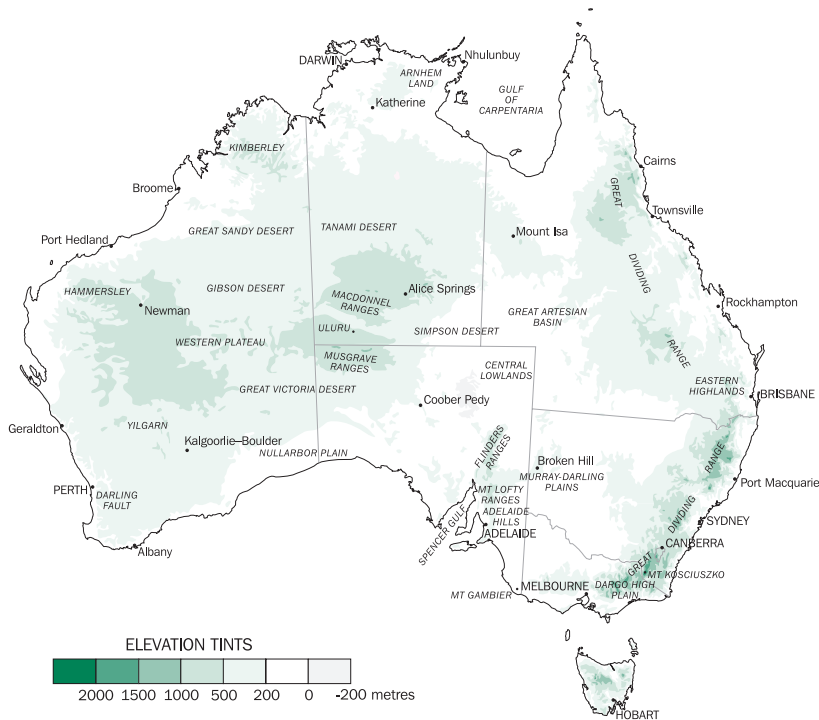 DARWIN
Nhulunbuy
ARNHEM
LAND
GULF
OF
CARPENTARIA
Katherine
KIMBERLEY
Cairns
Broome
GREAT
Townsville
GREAT SANDY DESERT
TANAMI DESERT
Mount Isa
Port Hedland
DIVIDING
HAMMERSLEY
GIBSON DESERT
MACDONNEL
RANGES
Alice Springs
Newman
Rockhampton
GREAT ARTESIAN
BASIN
ULURU
SIMPSON DESERT
WESTERN PLATEAU
RANGE
MUSGRAVE
RANGES
CENTRAL
LOWLANDS
GREAT VICTORIA DESERT
EASTERN
HIGHLANDS
BRISBANE
Coober Pedy
Geraldton
YILGARN
Kalgoorlie–Boulder
NULLARBOR PLAIN
FLINDERS
RANGES
Broken Hill
RANGE
MURRAY-DARLING
PLAINS
Port Macquarie
PERTH
DARLING
FAULT
MT LOFTY
RANGES
ADELAIDE
HILLS
SPENCER GULF
DIVIDING
SYDNEY
ADELAIDE
CANBERRA
Albany
GREAT
MT KOSCIUSZKO
MELBOURNE
DARGO HIGH
PLAIN
MT GAMBIER
ELEVATION TINTS
2000 1500 1000 500 200 0 -200 metres
HOBART